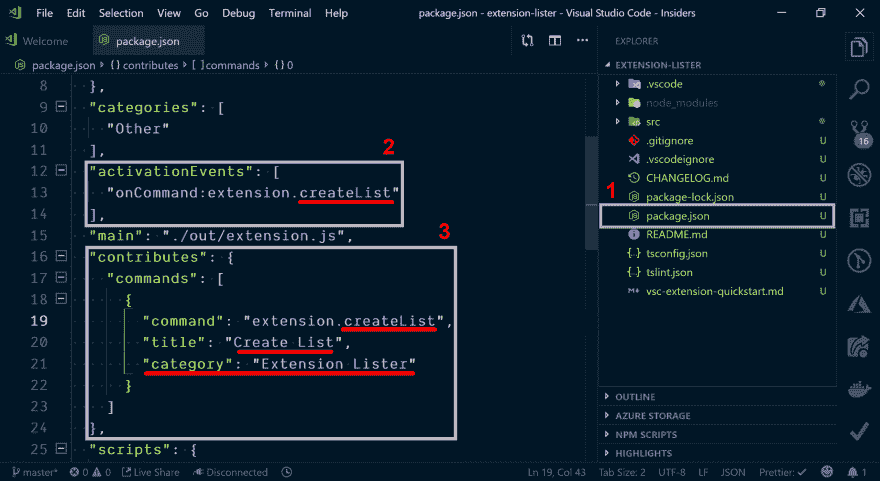 File Edit Selection View Go Debug Terminal Help package.json - extension-lister - Visual Studio Code - Insiders
Welcome package.json
package.json > {} contributes > [ ] commands > {} 0
8 },
9 "categories": [
10 "Other"
11 ],
2
12 "activationEvents": [
13 "onCommand:extension.createList"
14 ],
15 "main": "./out/extension.js",
3
16 "contributes": {
17 "commands": [
18 {
19 "command": "extension.createList",
20 "title": "Create List",
21 "category": "Extension Lister"
22 }
23 ]
24 },
25 "scripts": {
EXPLORER
EXTENSION-LISTER
.vscode
node_modules
src
.gitignore U
.vscodeignore U
CHANGELOG.md U
1
package-lock.json U
package.json U
README.md U
tsconfig.json U
tslint.json U
vsc-extension-quickstart.md U
OUTLINE
AZURE STORAGE
NPM SCRIPTS
HIGHLIGHTS
16
master* 0 0 Live Share Disconnected Ln 19, Col 43 Tab Size: 2 UTF-8 LF JSON Prettier: ✓ 1